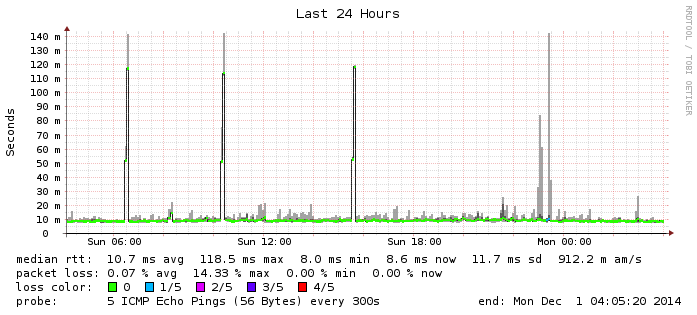 Last 24 Hours
RRDTOOL / TOBI OETIKER
Seconds
140 m
130 m
120 m
110 m
100 m
90 m
80 m
70 m
60 m
50 m
40 m
30 m
20 m
10 m
0
Sun 06:00 Sun 12:00 Sun 18:00 Mon 00:00
median rtt: 10.7 ms avg 118.5 ms max 8.0 ms min 8.6 ms now 11.7 ms sd 912.2 m am/s
packet loss: 0.07 % avg 14.33 % max 0.00 % min 0.00 % now
loss color: 0 1/5 2/5 3/5 4/5
probe: 5 ICMP Echo Pings (56 Bytes) every 300s end: Mon Dec 1 04:05:20 2014